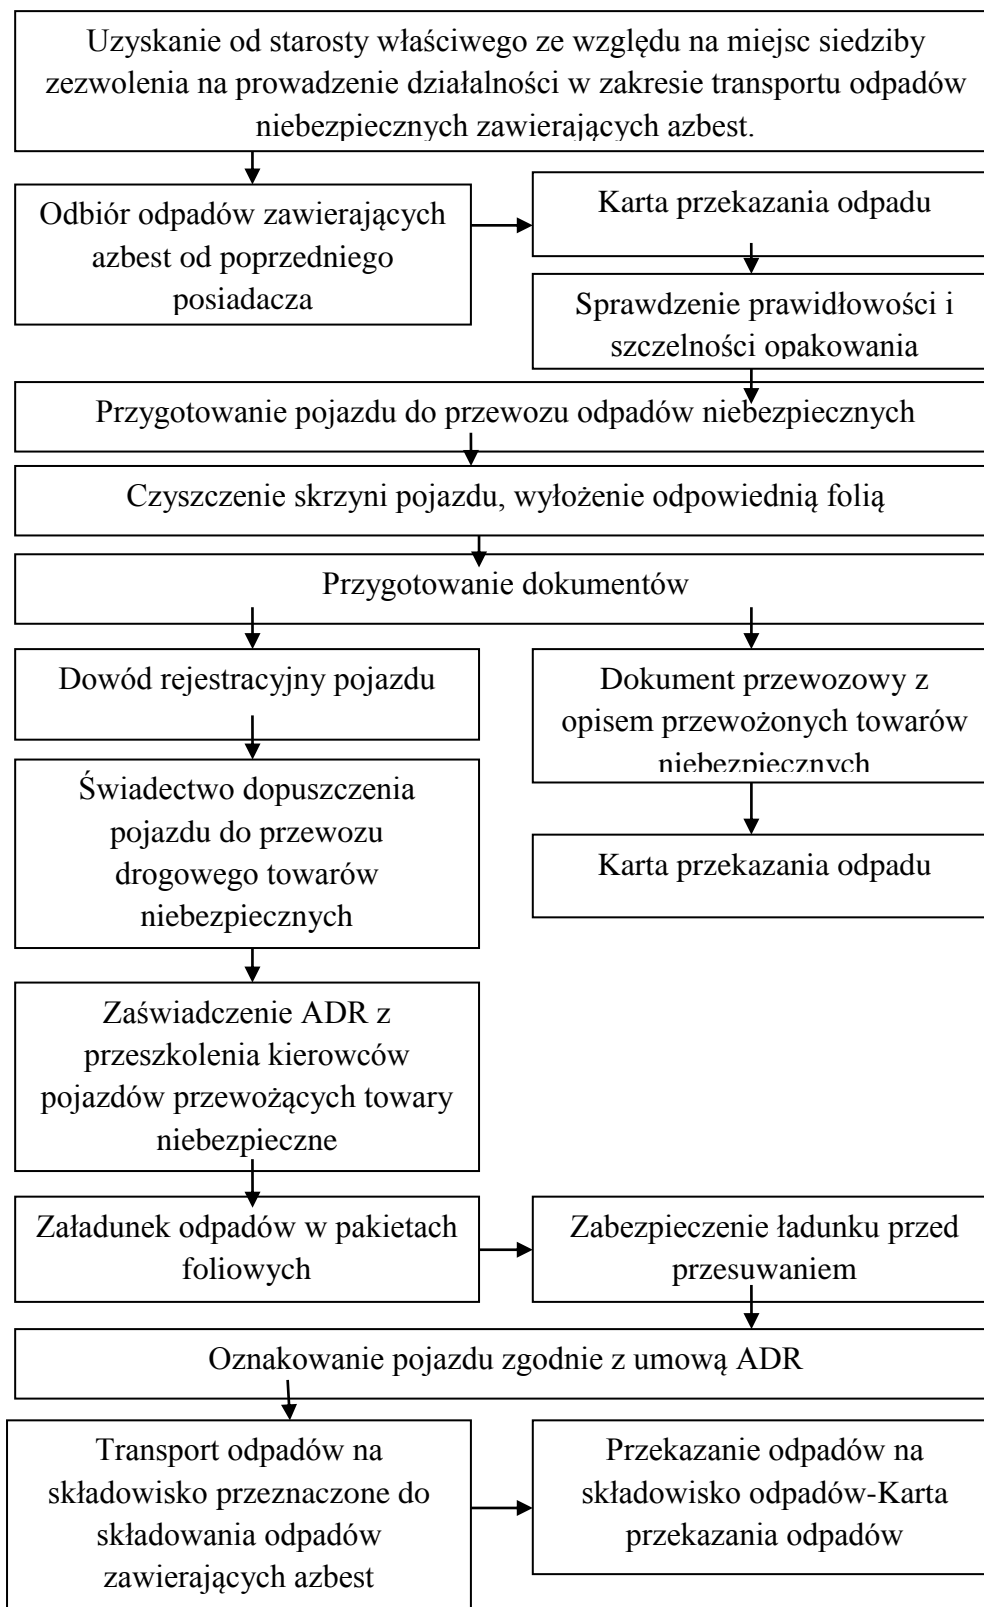 Uzyskanie od starosty właściwego ze względu na miejsc siedziby
zezwolenia na prowadzenie działalności w zakresie transportu odpadów
niebezpiecznych zawierających azbest.
Odbiór odpadów zawierających
azbest od poprzedniego
posiadacza
Karta przekazania odpadu
Sprawdzenie prawidłowości i
szczelności opakowania
Przygotowanie pojazdu do przewozu odpadów niebezpiecznych
Czyszczenie skrzyni pojazdu, wyłożenie odpowiednią folią
Przygotowanie dokumentów
Dowód rejestracyjny pojazdu
Dokument przewozowy z
opisem przewożonych towarów
niebezpiecznych
Świadectwo dopuszczenia
pojazdu do przewozu
drogowego towarów
niebezpiecznych
Karta przekazania odpadu
Zaświadczenie ADR z
przeszkolenia kierowców
pojazdów przewożących towary
niebezpieczne
Załadunek odpadów w pakietach
foliowych
Zabezpieczenie ładunku przed
przesuwaniem
Oznakowanie pojazdu zgodnie z umową ADR
Transport odpadów na
składowisko przeznaczone do
składowania odpadów
zawierających azbest
Przekazanie odpadów na
składowisko odpadów-Karta
przekazania odpadów